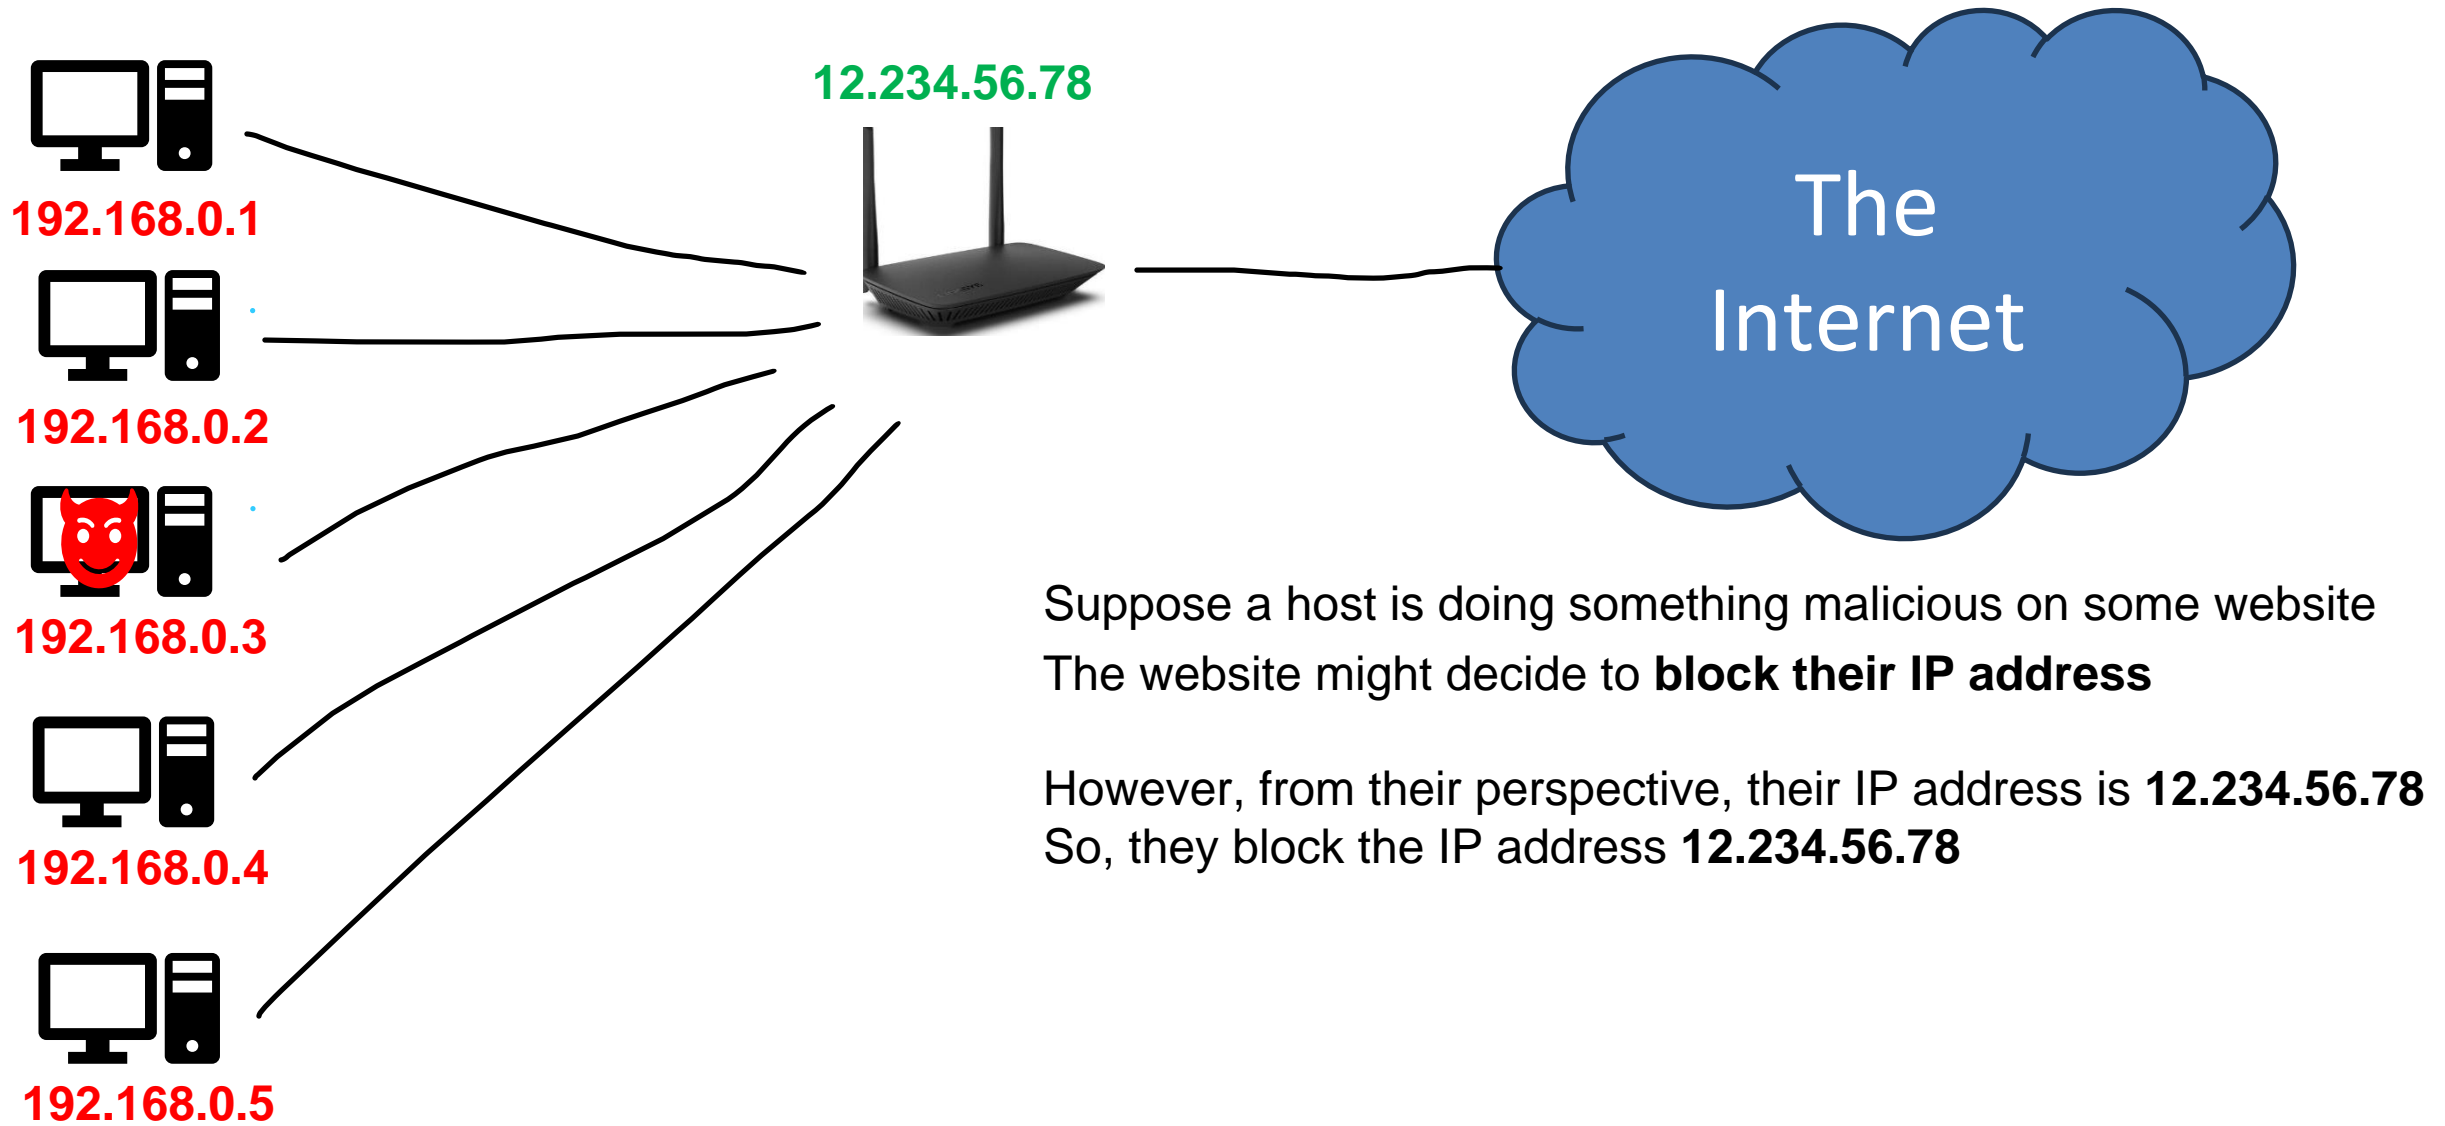 12.234.56.78
The
Internet
192.168.0.1
192.168.0.2
192.168.0.3
192.168.0.4
192.168.0.5
Suppose a host is doing something malicious on some website
The website might decide to block their IP address
However, from their perspective, their IP address is 12.234.56.78
So, they block the IP address 12.234.56.78